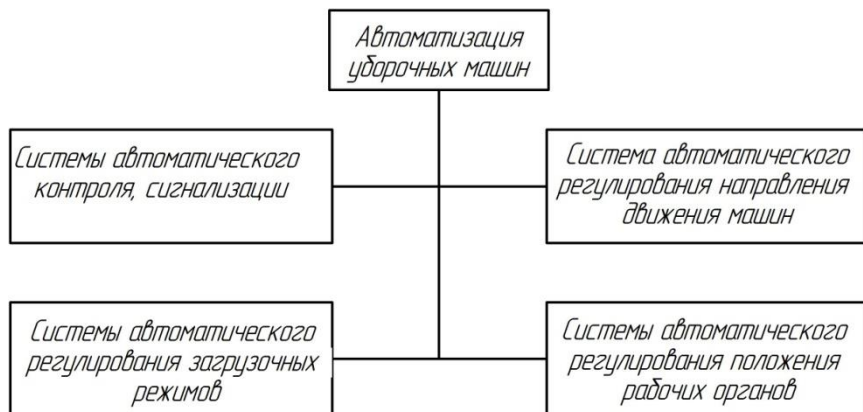 Автоматизация
уборочных машин
Системы автоматического
контроля, сигнализации
Система автоматического
регулирования направления
движения машин
Системы автоматического
регулирования загрузочных
режимов
Системы автоматического
регулирования положения
рабочих органов